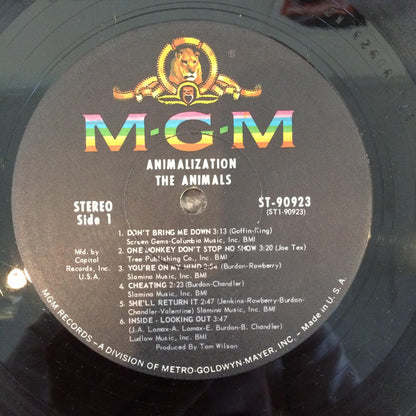 ®
M·G·M
ANIMALIZATION
THE ANIMALS
STEREO
Side 1
ST-90923
(ST1-90923)
Mfd. by
Capitol
Records, Inc.
U.S.A.
1. DON'T BRING ME DOWN 3:13 (Goffin-King)
Screen Gems-Columbia Music, Inc. BMI
2. ONE MONKEY DON'T STOP NO SHOW 3:20 (Joe Tex)
Tree Publishing Co., Inc. BMI
3. YOU'RE ON MY MIND 2:54 (Burdon-Rowberry)
Slamina Music, Inc. BMI
4. CHEATING 2:23 (Burdon-Chandler)
Slamina Music, Inc. BMI
5. SHE'LL RETURN IT 2:47 (Jenkins-Rowberry-Burdon-
Chandler-Valentine) Slamina Music, Inc. BMI
6. INSIDE - LOOKING OUT 3:47
(J.A. Lomax-A. Lomax-E. Burdon-B. Chandler)
Ludlow Music, Inc. BMI
Produced By Tom Wilson
MGM RECORDS - A DIVISION OF METRO-GOLDWYN-MAYER, INC. - Made in U.S.A.